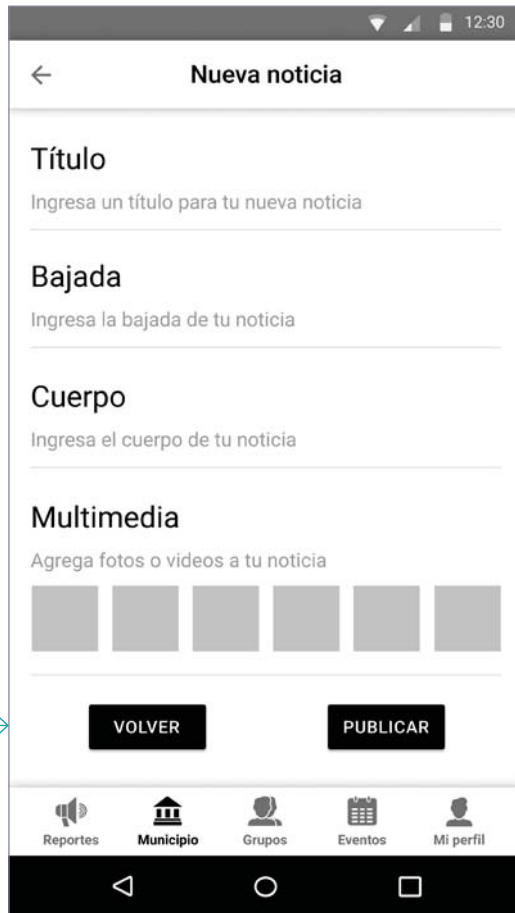 12:30
Nueva noticia
Título
Ingresa un título para tu nueva noticia
Bajada
Ingresa la bajada de tu noticia
Cuerpo
Ingresa el cuerpo de tu noticia
Multimedia
Agrega fotos o videos a tu noticia
VOLVER PUBLICAR
Reportes Municipio Grupos Eventos Mi perfil